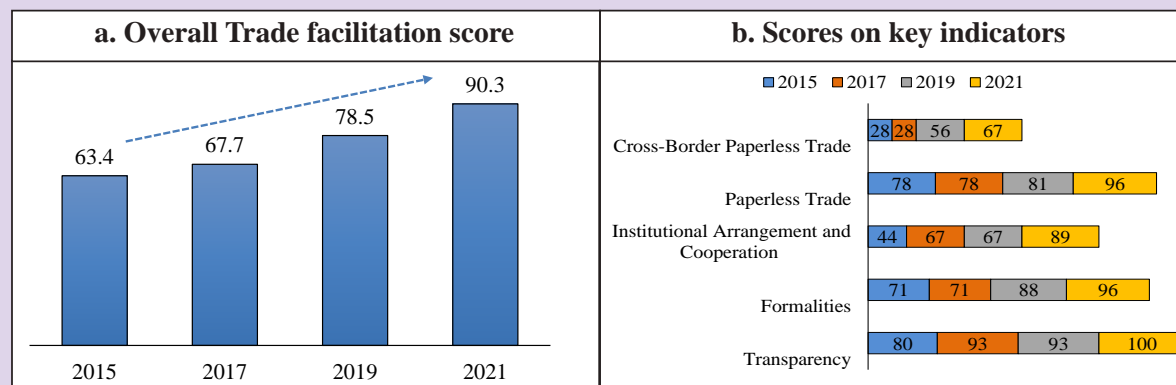 a. Overall Trade facilitation score
63.4
67.7
78.5
90.3
2015 2017 2019 2021
b. Scores on key indicators
2015 2017 2019 2021
28 28 56 67
Cross-Border Paperless Trade
78 78 81 96
Paperless Trade
Institutional Arrangement and
Cooperation
44 67 67 89
71 71 88 96
Formalities
80 93 93 100
Transparency